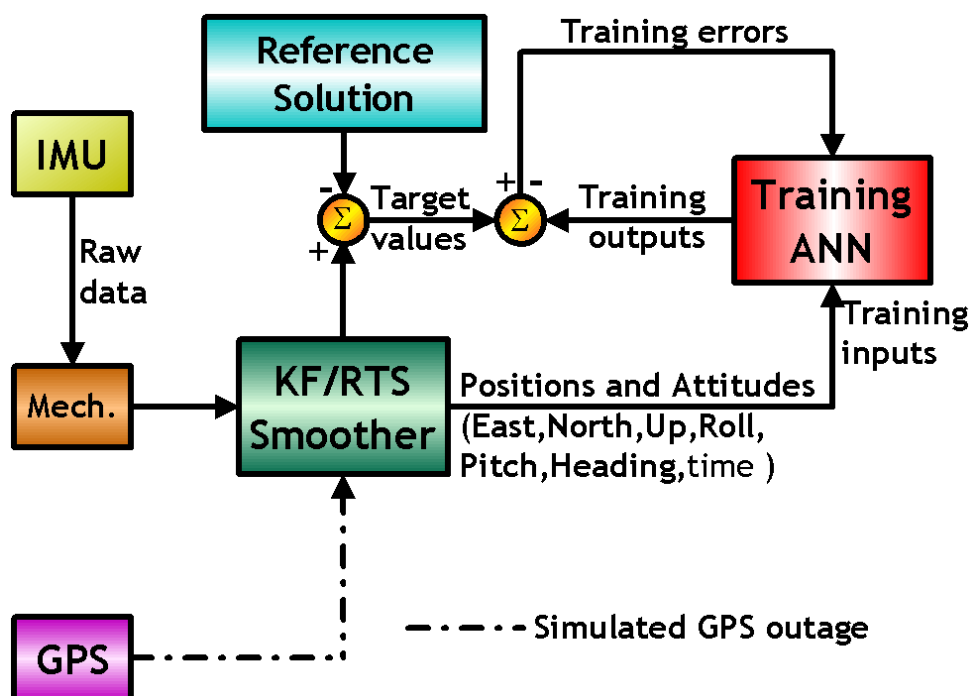 Reference
Solution
Training errors
IMU
- 
Target
values
+ -
Σ
Σ
Training
outputs
Training
ANN
+
Raw
data
Training
inputs
Mech.
KF/RTS
Smoother
Positions and Attitudes
(East,North,Up,Roll,
Pitch,Heading,time )
GPS
Simulated GPS outage